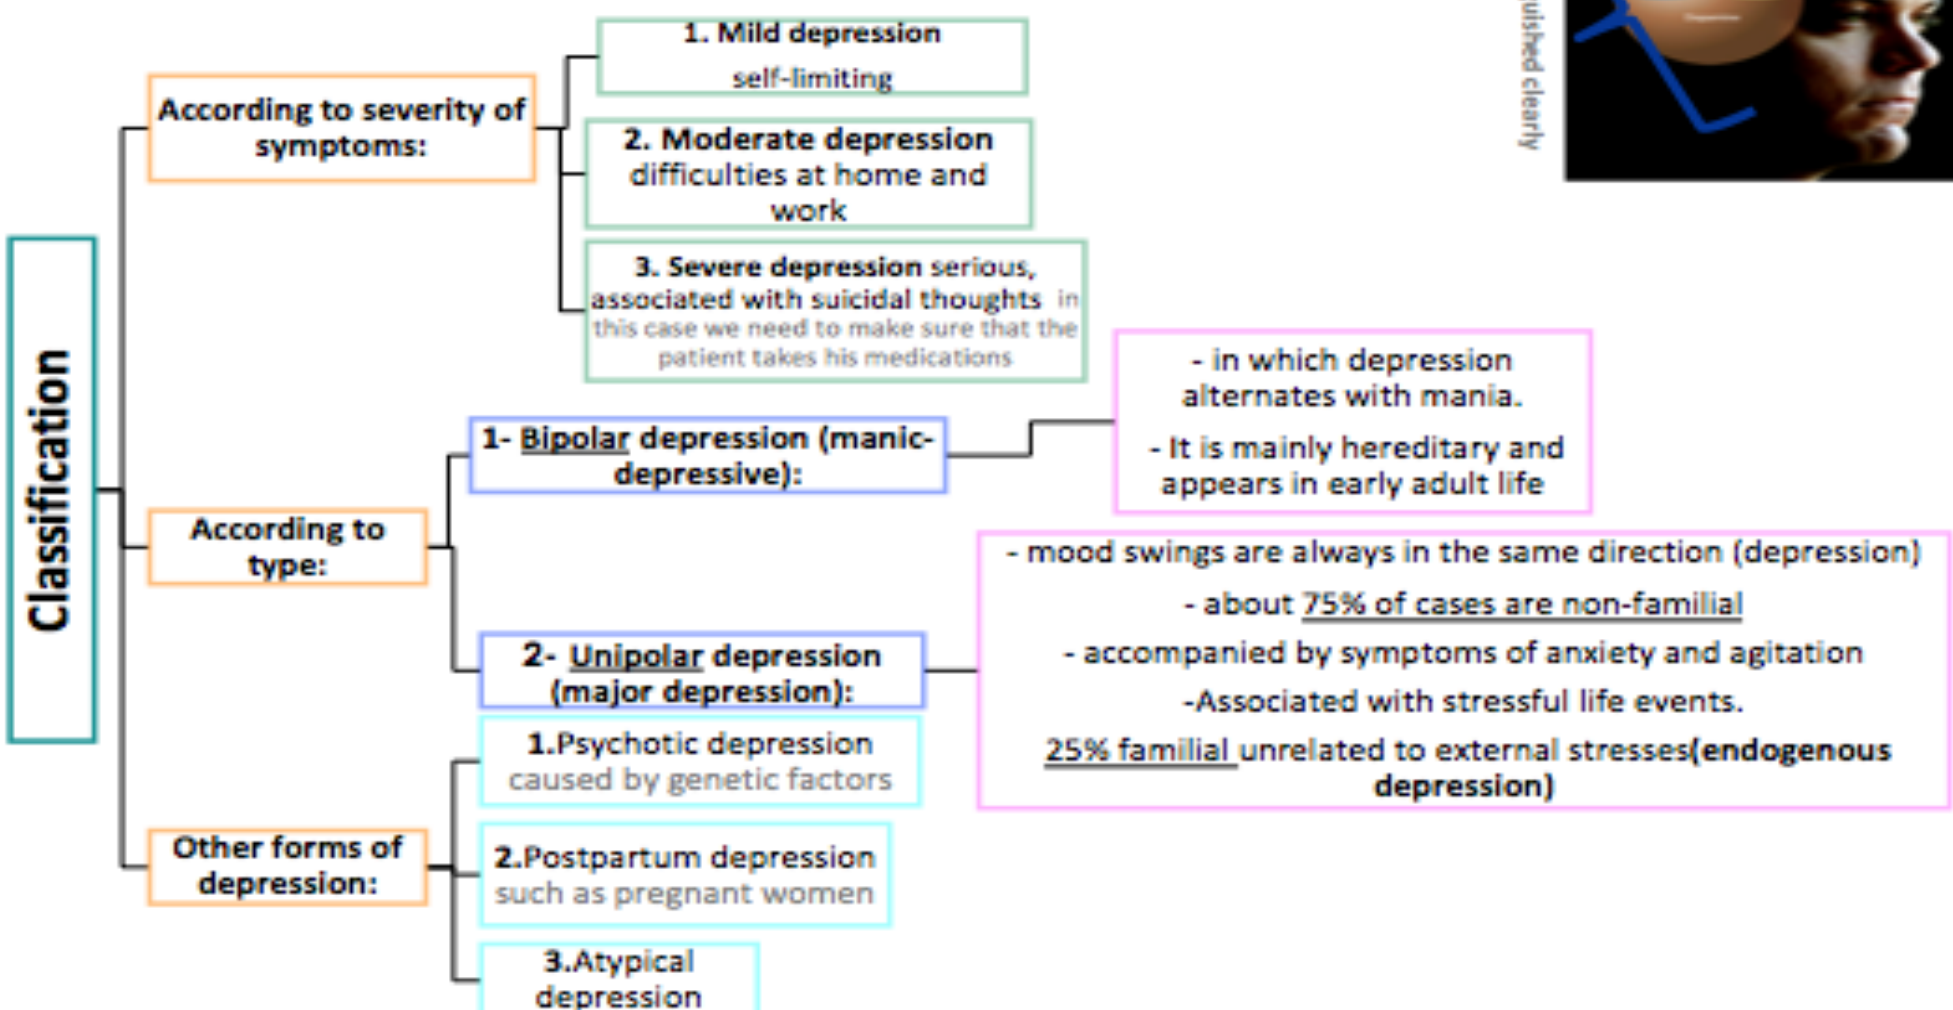 1. Mild depression
self-limiting
According to severity of
symptoms:
2. Moderate depression
difficulties at home and
work
3. Severe depression serious,
associated with suicidal thoughts in
this case we need to make sure that the
patient takes his medications
Classification
According to
type:
1- Bipolar depression (manic-
depressive):
- in which depression
alternates with mania.
- It is mainly hereditary and
appears in early adult life
2- Unipolar depression
(major depression):
- mood swings are always in the same direction (depression)
- about 75% of cases are non-familial
- accompanied by symptoms of anxiety and agitation
-Associated with stressful life events.
25% familial unrelated to external stresses(endogenous
depression)
Other forms of
depression:
1.Psychotic depression
caused by genetic factors
2.Postpartum depression
such as pregnant women
3.Atypical
depression
clearly